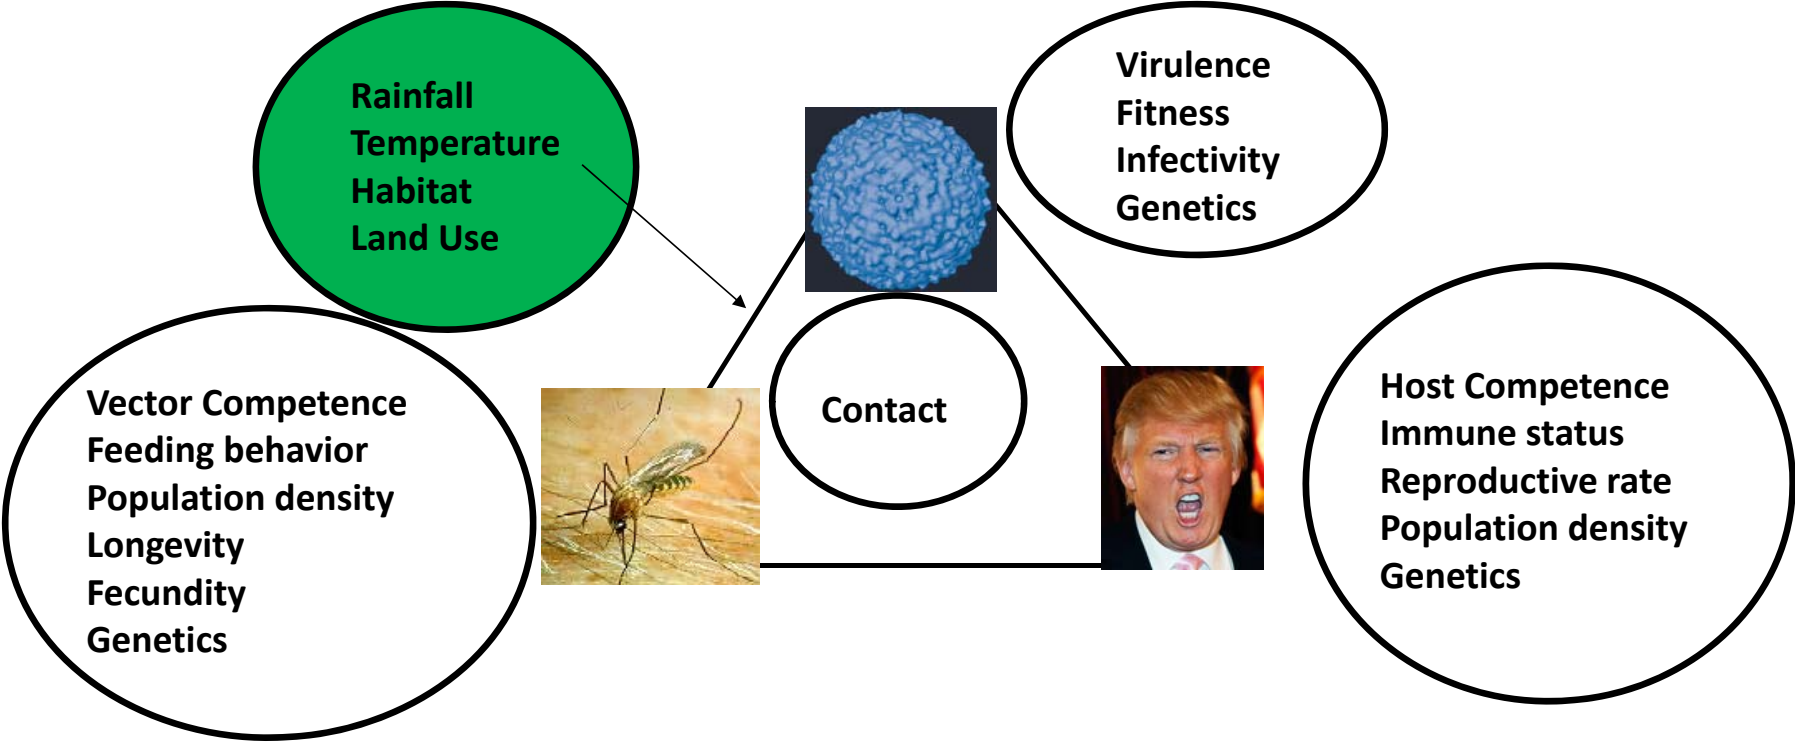 Rainfall
Temperature
Habitat
Land Use
Virulence
Fitness
Infectivity
Genetics
Vector Competence
Feeding behavior
Population density
Longevity
Fecundity
Genetics
Contact
Host Competence
Immune status
Reproductive rate
Population density
Genetics